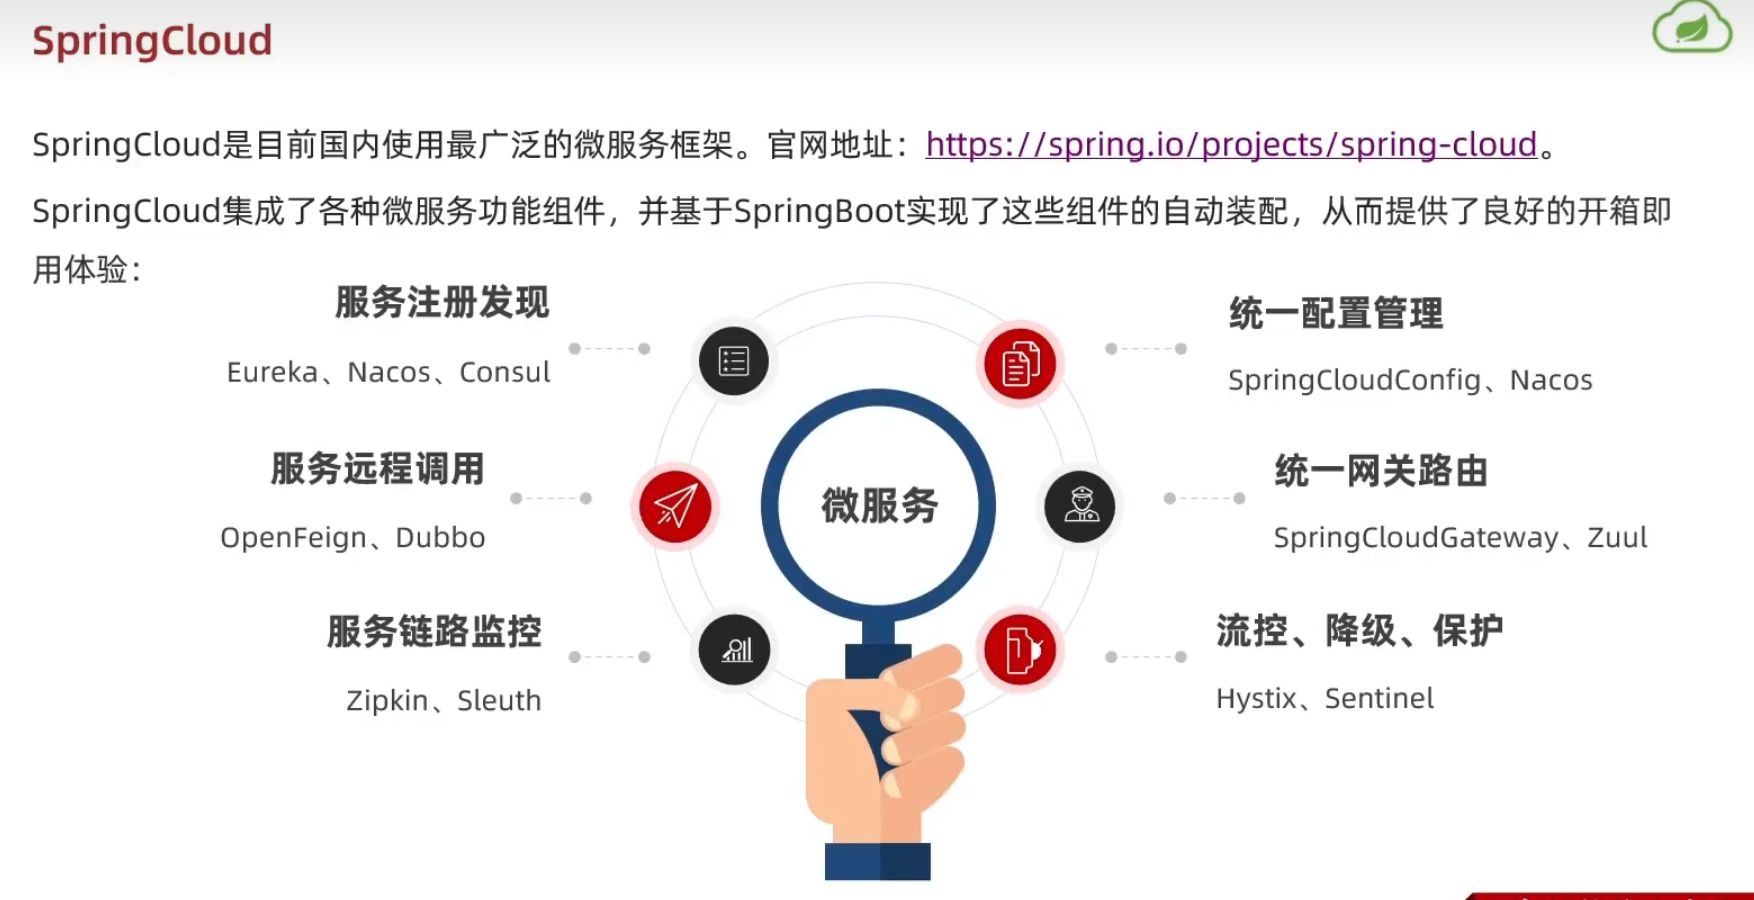 SpringCloud
SpringCloud是目前国内使用最广泛的微服务框架。官网地址：https://spring.io/projects/spring-cloud。
SpringCloud集成了各种微服务功能组件，并基于SpringBoot实现了这些组件的自动装配，从而提供了良好的开箱即
用体验：
服务注册发现
Eureka、Nacos、Consul
服务远程调用
OpenFeign、Dubbo
服务链路监控
Zipkin、Sleuth
微服务
统一配置管理
SpringCloudConfig、Nacos
统一网关路由
SpringCloudGateway、Zuul
流控、降级、保护
Hystix、Sentinel